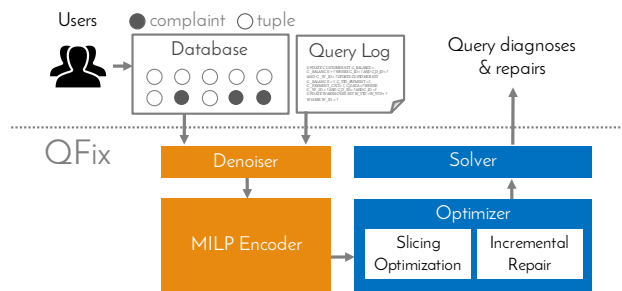 Users
complaint
tuple
Database
Query Log
Query diagnoses
& repairs
QFix
Denoiser
Solver
MILP Encoder
Optimizer
Slicing
Optimization
Incremental
Repair